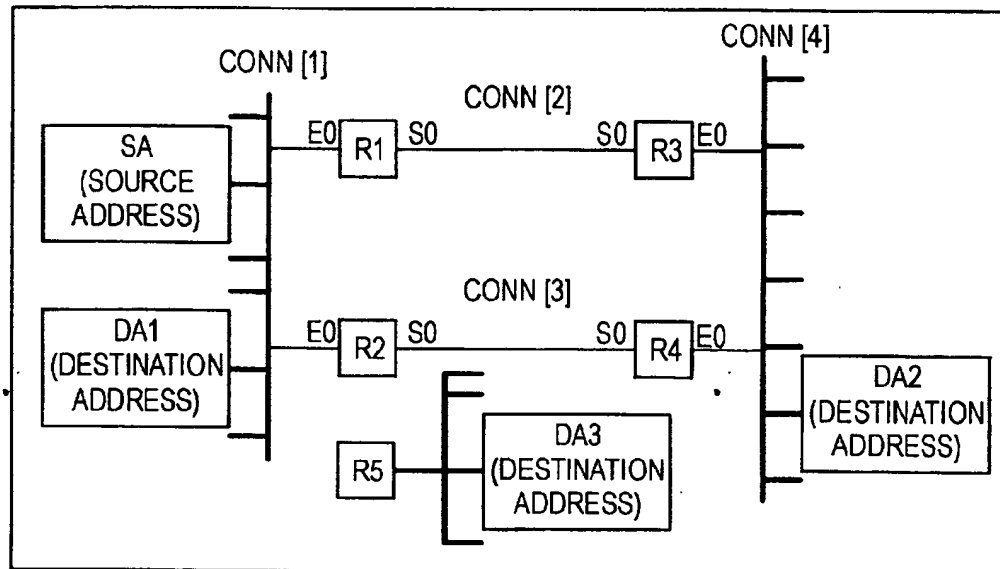 CONN [4]
CONN [1]
CONN [2]
SA
(SOURCE
ADDRESS)
E0
R1
S0
S0
R3
E0
CONN [3]
DA1
(DESTINATION
ADDRESS)
E0
R2
S0
S0
R4
E0
DA2
(DESTINATION
ADDRESS)
R5
DA3
(DESTINATION
ADDRESS)